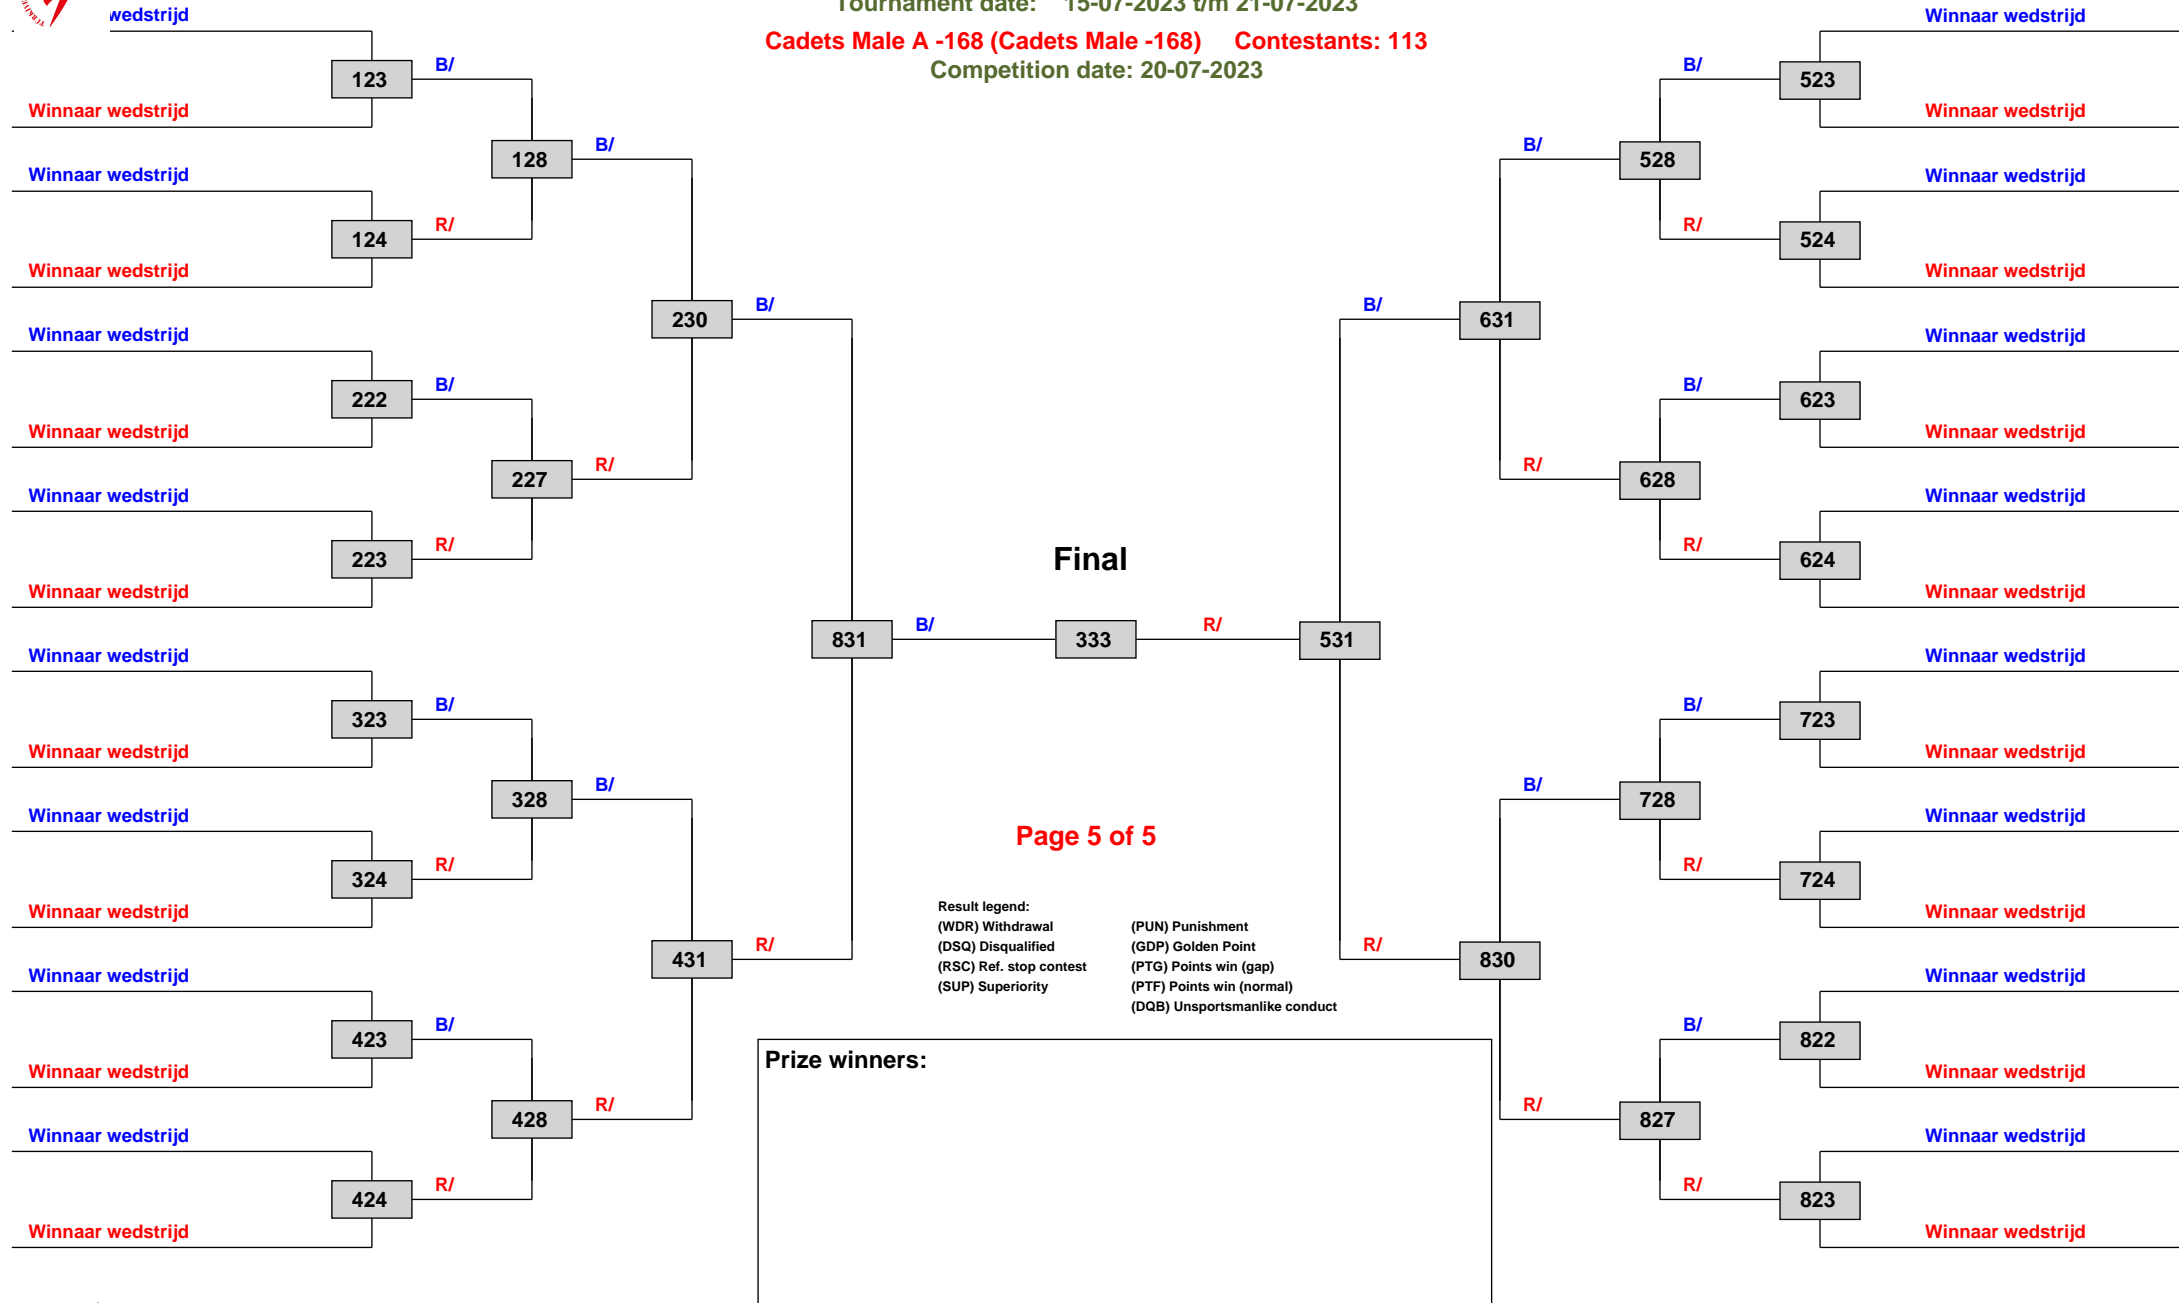 Tournament date: 15-07-2023 t/m 21-07-2023
Cadets Male A -168 (Cadets Male -168) Contestants: 113
Competition date: 20-07-2023
wedstrijd
123
B/
Winnaar wedstrijd
128
B/
Winnaar wedstrijd
124
R/
Winnaar wedstrijd
230
B/
Winnaar wedstrijd
222
B/
Winnaar wedstrijd
227
R/
Winnaar wedstrijd
223
R/
Winnaar wedstrijd
831
B/
Winnaar wedstrijd
323
B/
Winnaar wedstrijd
328
B/
Winnaar wedstrijd
324
R/
Winnaar wedstrijd
431
R/
Winnaar wedstrijd
423
B/
Winnaar wedstrijd
428
R/
Winnaar wedstrijd
424
R/
Winnaar wedstrijd
Final
333
R/
531
Winnaar wedstrijd
B/
523
Winnaar wedstrijd
B/
528
Winnaar wedstrijd
R/
524
Winnaar wedstrijd
B/
631
Winnaar wedstrijd
B/
623
Winnaar wedstrijd
R/
628
Winnaar wedstrijd
R/
624
Winnaar wedstrijd
Winnaar wedstrijd
B/
723
Winnaar wedstrijd
B/
728
Winnaar wedstrijd
R/
724
Winnaar wedstrijd
R/
830
Winnaar wedstrijd
B/
822
Winnaar wedstrijd
R/
827
Winnaar wedstrijd
R/
823
Winnaar wedstrijd
Page 5 of 5
Result legend:
(WDR) Withdrawal
(DSQ) Disqualified
(RSC) Ref. stop contest
(SUP) Superiority
(PUN) Punishment
(GDP) Golden Point
(PTG) Points win (gap)
(PTF) Points win (normal)
(DQB) Unsportsmanlike conduct
Prize winners: